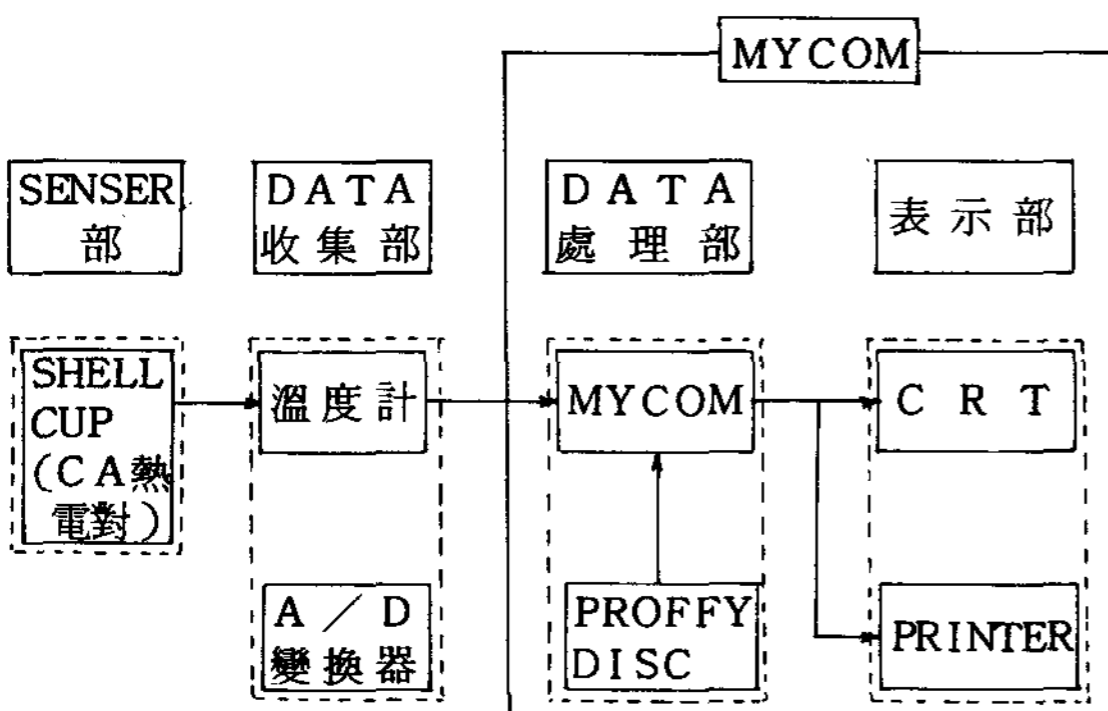 MYCOM
SENSER
部
DATA
收集部
DATA
處理部
表示部
SHELL
CUP
(CA熱
電對)
溫度計
MYCOM
CRT
A/D
變換器
PROFFY
DISC
PRINTER